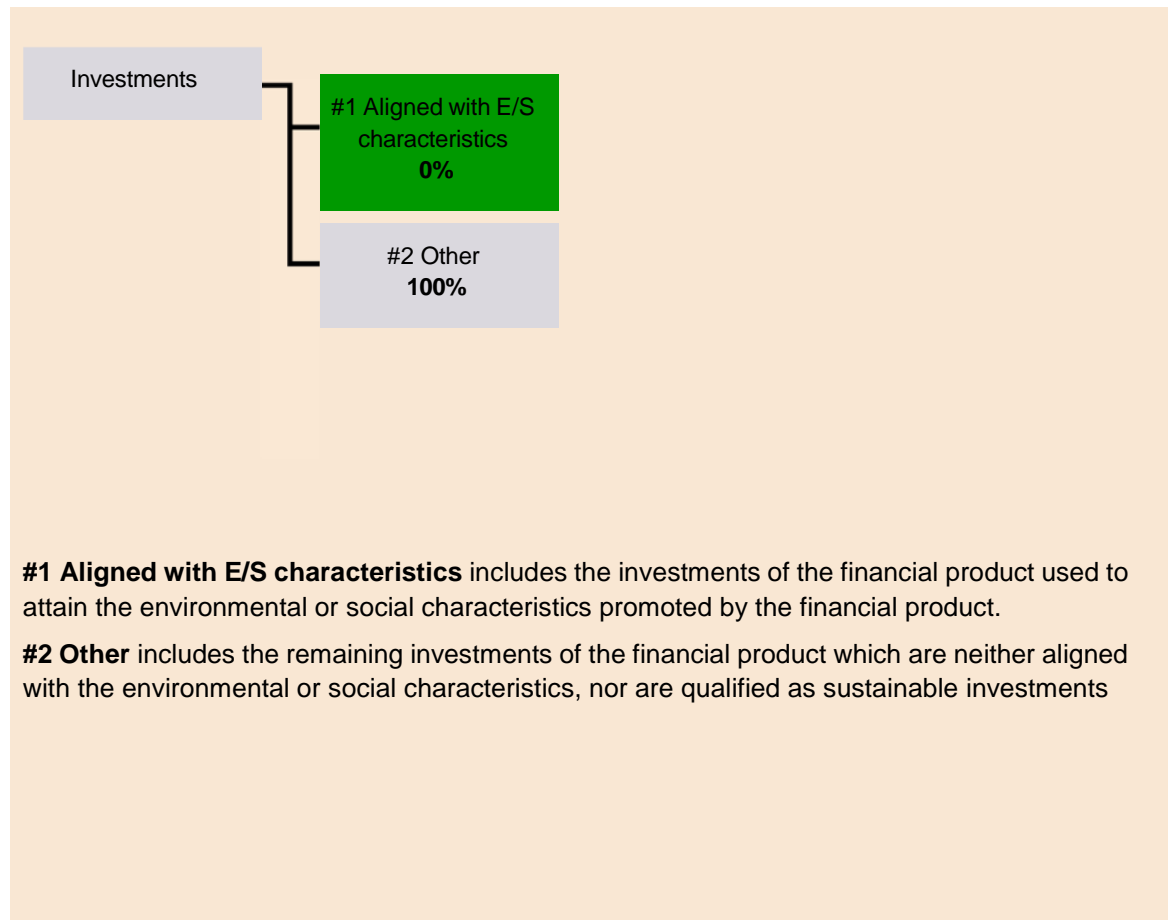 Investments
#1 Aligned with E/S
characteristics
0%
#2 Other
100%
#1 Aligned with E/S characteristics includes the investments of the financial product used to
attain the environmental or social characteristics promoted by the financial product.
#2 Other includes the remaining investments of the financial product which are neither aligned
with the environmental or social characteristics, nor are qualified as sustainable investments